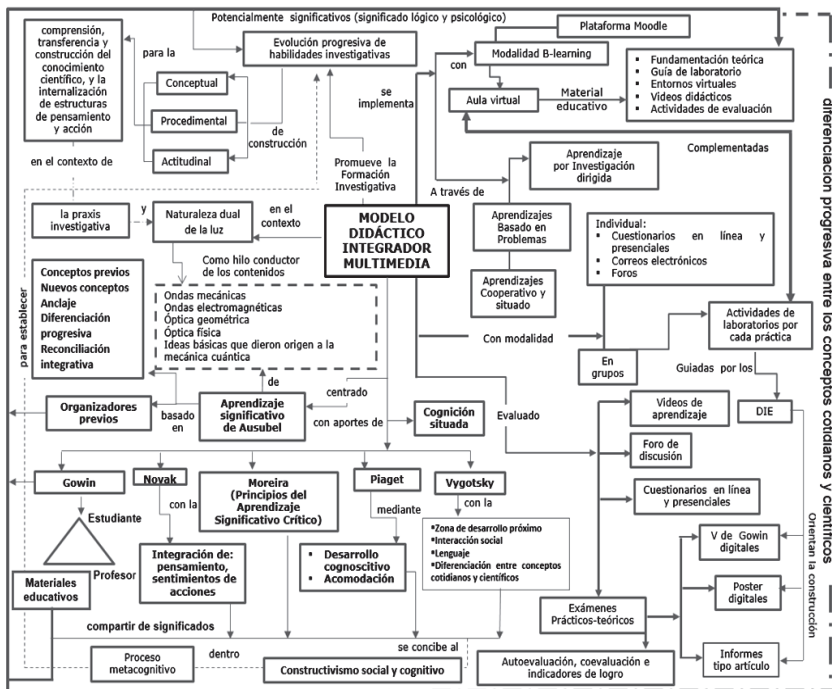 Potencialmente significativos (significado lógico y psicológico)
comprensión,
transferencia y
construcción del
conocimiento
científico, y la
internalización
de estructuras
de pensamiento
y acción
para la
Evolución progresiva de
habilidades investigativas
Conceptual
Procedimental
Actitudinal
de
construcción
se
implementa
con
Plataforma Moodle
Modalidad B-learning
Aula virtual
Material
educativo
▪ Fundamentación teórica
▪ Guía de laboratorio
▪ Entornos virtuales
▪ Videos didácticos
▪ Actividades de evaluación
diferenciación progresiva entre los conceptos cotidianos y científicos
en el contexto de
Promueve la
Formación
Investigativa
A través de
Aprendizaje
por Investigación
dirigida
Complementadas
la praxis
investigativa
y
Naturaleza dual
de la luz
en el
contexto
MODELO
DIDÁCTICO
INTEGRADOR
MULTIMEDIA
Aprendizajes
Basado en
Problemas
Aprendizajes
Cooperativo y
situado
Individual:
▪ Cuestionarios en línea y
presenciales
▪ Correos electrónicos
▪ Foros
Como hilo conductor
de los contenidos
para establecer
Conceptos previos
Nuevos conceptos
Anclaje
Diferenciación
progresiva
Reconciliación
integrativa
Ondas mecánicas
Ondas electromagnéticas
Óptica geométrica
Óptica física
Ideas básicas que dieron origen a la
mecánica cuántica
Con modalidad
En
grupos
Actividades de
laboratorios por
cada práctica
Guiadas por los
DIE
de
centrado
Organizadores
previos
basado
en
Aprendizaje
significativo
de Ausubel
con aportes de
Cognición
situada
Evaluado
Videos de
aprendizaje
Foro de
discusión
Cuestionarios en línea
y presenciales
Orientan la construcción
Gowin
Novak
Moreira
(Principios del
Aprendizaje
Significativo Crítico)
Piaget
Vygotsky
Estudiante
Profesor
con la
mediante
con la
Materiales
educativos
Integración de:
pensamiento,
sentimientos de
acciones
▪ Desarrollo
cognoscitivo
▪ Acomodación
▪Zona de desarrollo próximo
▪Interacción social
▪Lenguaje
▪Diferenciación entre conceptos
cotidianos y científicos
V de Gowin
digitales
Poster
digitales
Informes
tipo artículo
Exámenes
Prácticos-teóricos
compartir de significados
Proceso
metacognitivo
dentro
se concibe al
Constructivismo social y cognitivo
Autoevaluación, coevaluación e
indicadores de logro